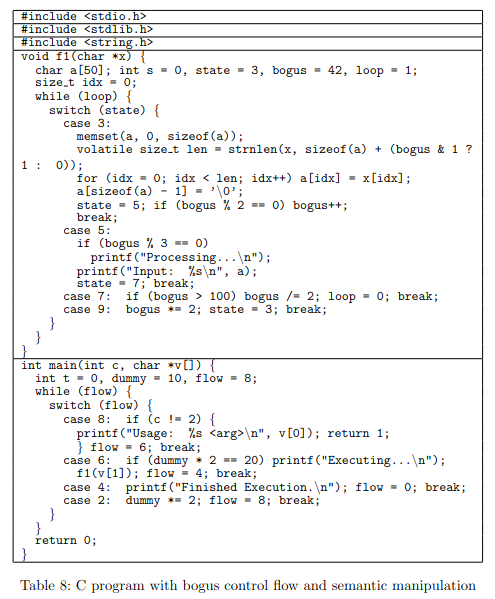 #include <stdio.h>
#include <stdlib.h>
#include <string.h>
void f1(char *x) {
char a[50]; int s = 0, state = 3, bogus = 42, loop = 1;
size_t idx = 0;
while (loop) {
switch (state) {
case 3:
memset(a, 0, sizeof(a));
volatile size_t len = strnlen(x, sizeof(a) + (bogus & 1 ?
1 : 0));
for (idx = 0; idx < len; idx++) a[idx] = x[idx];
a[sizeof(a) - 1] = ’\0’;
state = 5; if (bogus % 2 == 0) bogus++;
break;
case 5:
if (bogus % 3 == 0)
printf("Processing...\n");
printf("Input: %s\n", a);
state = 7; break;
case 7: if (bogus > 100) bogus /= 2; loop = 0; break;
case 9: bogus *= 2; state = 3; break;
}
}
}
int main(int c, char *v[]) {
int t = 0, dummy = 10, flow = 8;
while (flow) {
switch (flow) {
case 8: if (c != 2) {
printf("Usage: %s <arg>\n", v[0]); return 1;
} flow = 6; break;
case 6: if (dummy * 2 == 20) printf("Executing...\n");
f1(v[1]); flow = 4; break;
case 4: printf("Finished Execution.\n"); flow = 0; break;
case 2: dummy *= 2; flow = 8; break;
}
}
return 0;
}
Table 8: C program with bogus control flow and semantic manipulation